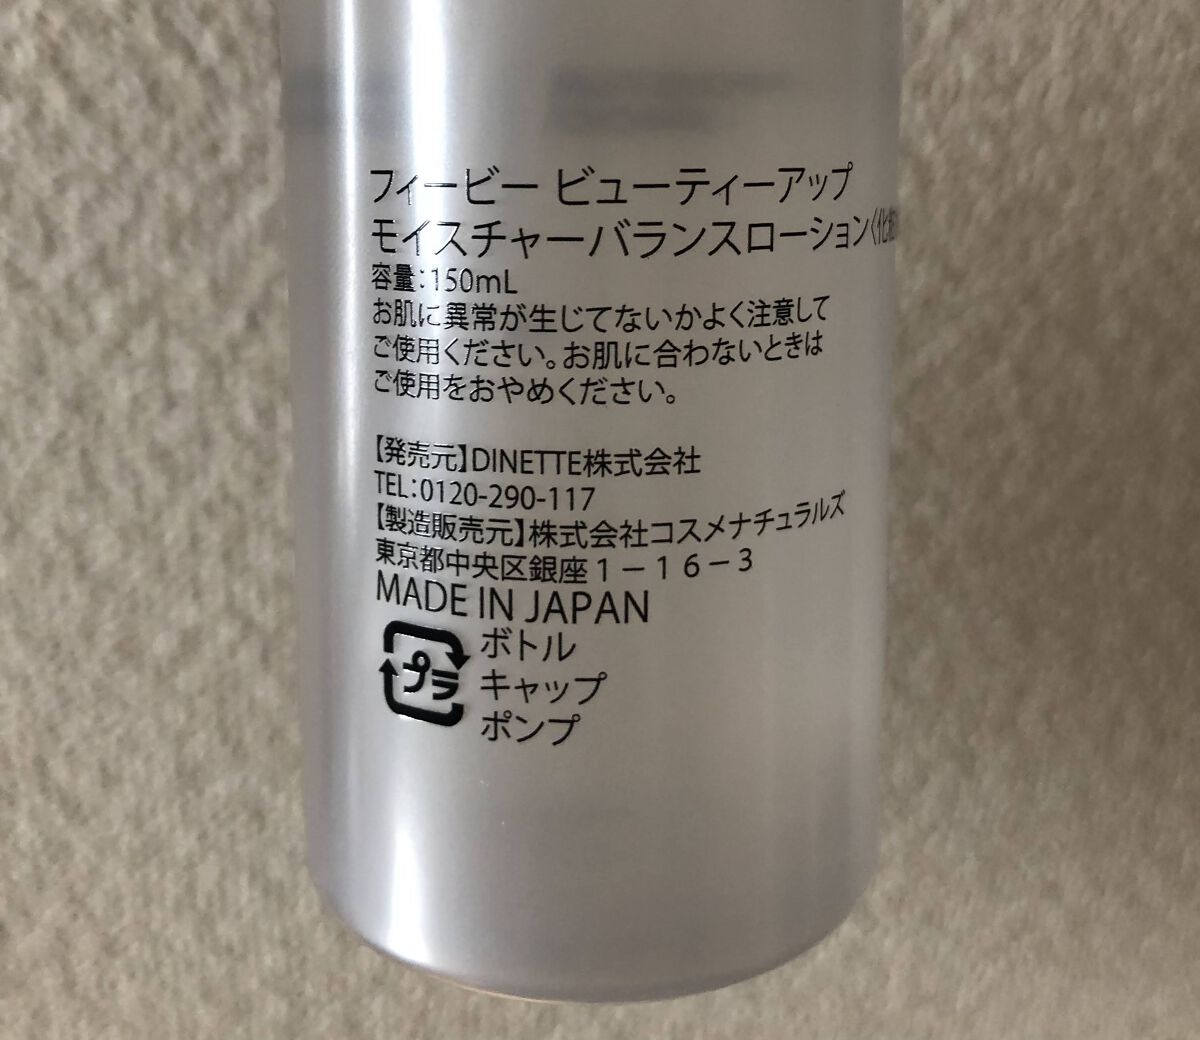 フィービー ビューティーアップ
モイスチャーバランスローション〈化粧
容量：150mL
お肌に異常が生じてないかよく注意して
ご使用ください。お肌に合わないときは
ご使用をおやめください。
【発売元】DINETTE株式会社
TEL：0120-290-117
【製造販売元】株式会社コスメナチュラルズ
東京都中央区銀座１－１６－３
MADE IN JAPAN
プラ
ボトル
キャップ
ポンプ